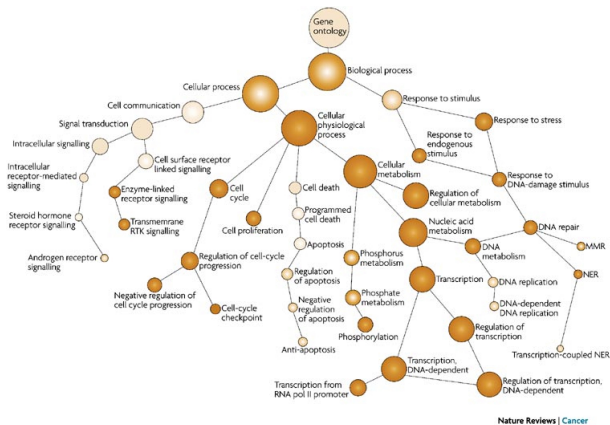 Gene
ontology
Biological process
Cellular process
Cell communication
Response to stimulus
Signal transduction
Cellular
physiological
process
Response to stress
Intracellular signalling
Response to
endogenous
stimulus
Cell surface receptor
linked signalling
Cellular
metabolism
Intracellular
receptor-mediated
signalling
Response to
DNA-damage stimulus
Enzyme-linked
receptor signalling
Cell
cycle
Cell death
Regulation of
cellular metabolism
Steroid hormone
receptor signalling
Transmemrane
RTK signalling
Cell proliferation
Programmed
cell death
Nucleic acid
metabolism
DNA repair
Apoptosis
DNA
metabolism
MMR
Androgen receptor
signalling
Regulation of cell-cycle
progression
Phosphorus
metabolism
Regulation
of apoptosis
Transcription
DNA replication
NER
Negative regulation of
cell cycle progression
Cell-cycle
checkpoint
Negative
regulation
of apoptosis
Phosphate
metabolism
DNA-dependent
DNA replication
Phosphorylation
Regulation of
transcription
Anti-apoptosis
Transcription-coupled NER
Transcription,
DNA-dependent
Transcription from
RNA pol II promoter
Regulation of transcription,
DNA-dependent
Nature Reviews | Cancer